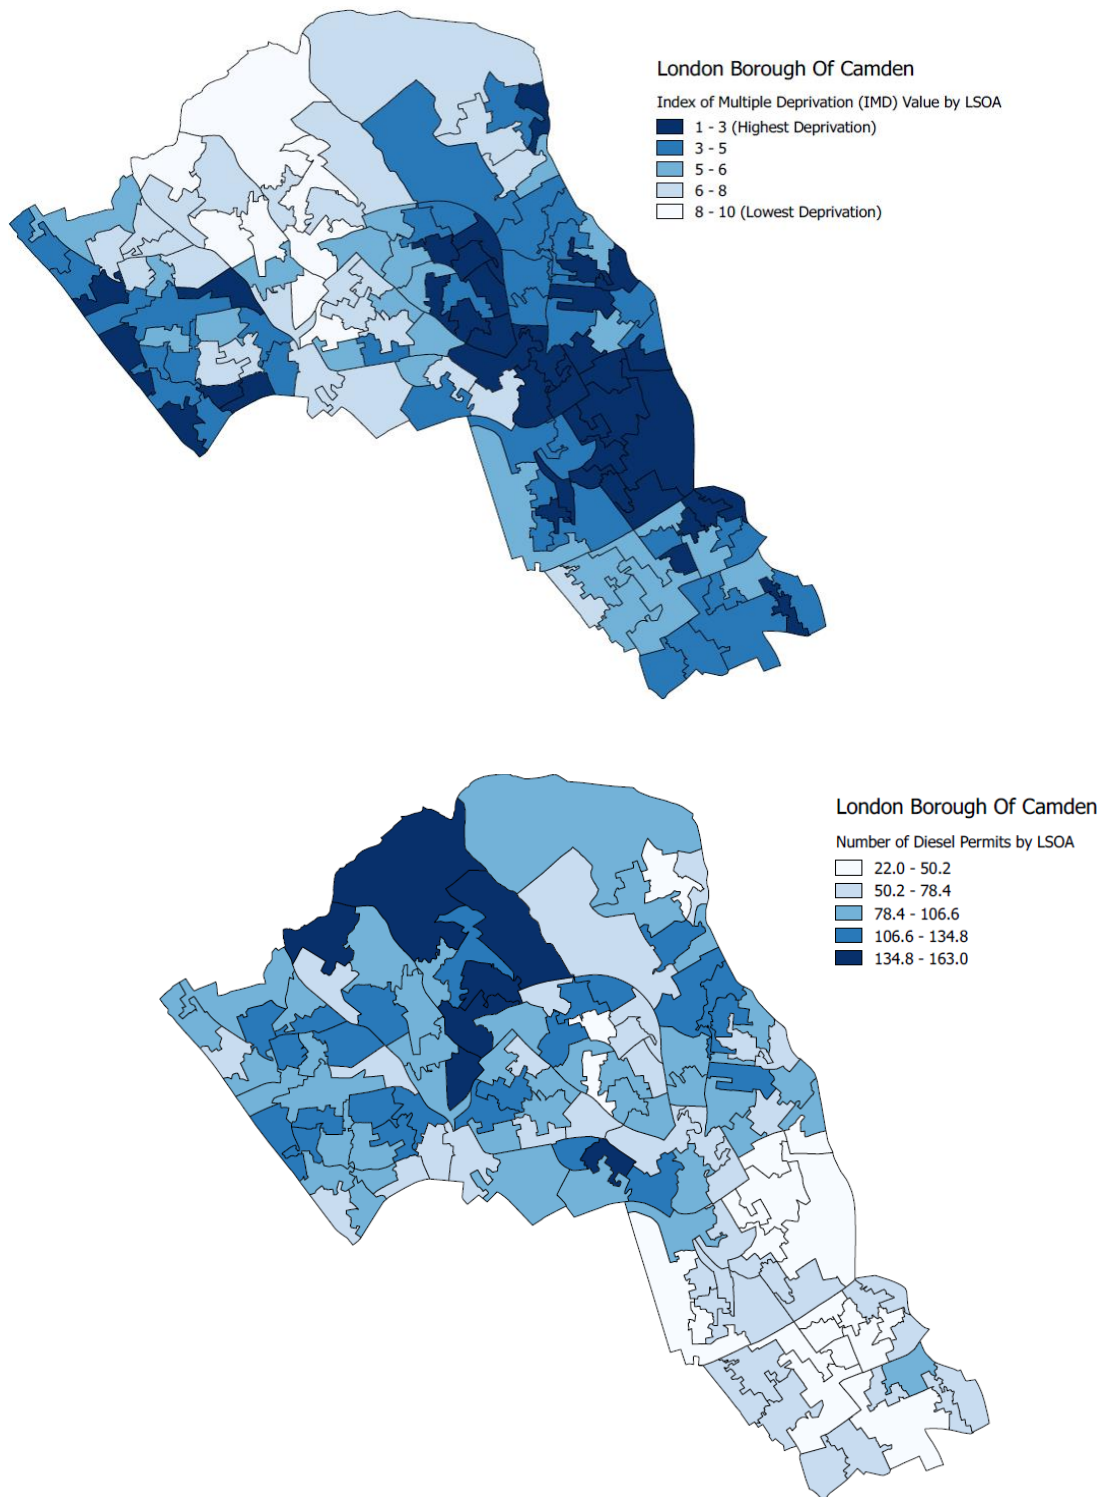 London Borough Of Camden
Index of Multiple Deprivation (IMD) Value by LSOA
1 - 3 (Highest Deprivation)
3 - 5
5 - 6
6 - 8
8 - 10 (Lowest Deprivation)
London Borough Of Camden
Number of Diesel Permits by LSOA
22.0 - 50.2
50.2 - 78.4
78.4 - 106.6
106.6 - 134.8
134.8 - 163.0